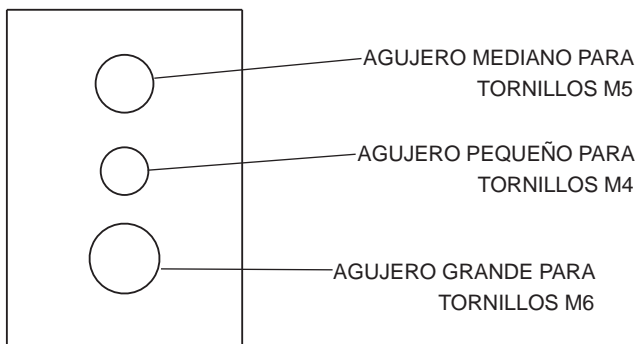 AGUJERO MEDIANO PARA
TORNILLOS M5
AGUJERO PEQUEÑO PARA
TORNILLOS M4
AGUJERO GRANDE PARA
TORNILLOS M6